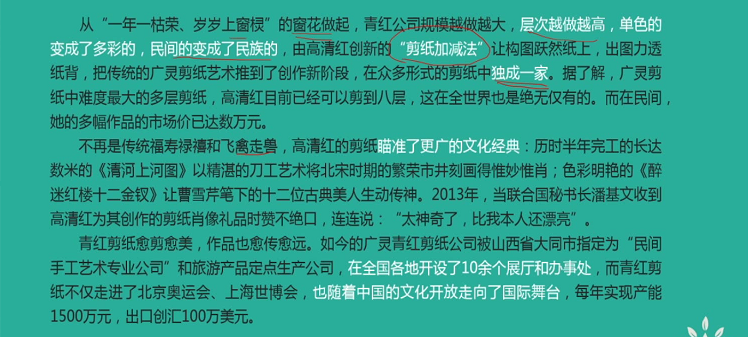 从“一年一枯荣、岁岁上窗棂”的窗花做起，青红公司规模越做越大，层次越做越高，单色的
变成了多彩的，民间的变成了民族的，由高清红创新的“剪纸加减法”让构图跃然纸上，出图力透
纸背，把传统的广灵剪纸艺术推到了创作新阶段，在众多形式的剪纸中独成一家。据了解，广灵剪
纸中难度最大的多层剪纸，高清红目前已经可以剪到八层，这在全世界也是绝无仅有的。而在民间，
她的多幅作品的市场价已达数万元。
不再是传统福寿禄禧和飞禽走兽，高清红的剪纸瞄准了更广的文化经典：历时半年完工的长达
数米的《清河上河图》以精湛的刀工艺术将北宋时期的繁荣市井刻画得惟妙惟肖；色彩明艳的《醉
迷红楼十二金钗》让曹雪芹笔下的十二位古典美人生动传神。2013年，当联合国秘书长潘基文收到
高清红为其创作的剪纸肖像礼品时赞不绝口，连连说：“太神奇了，比我本人还漂亮”。
青红剪纸愈剪愈美，作品也愈传愈远。如今的广灵青红剪纸公司被山西省大同市指定为“民间
手工艺术专业公司”和旅游产品定点生产公司，在全国各地开设了10余个展厅和办事处，而青红剪
纸不仅走进了北京奥运会、上海世博会，也随着中国的文化开放走向了国际舞台，每年实现产能
1500万元，出口创汇100万美元。